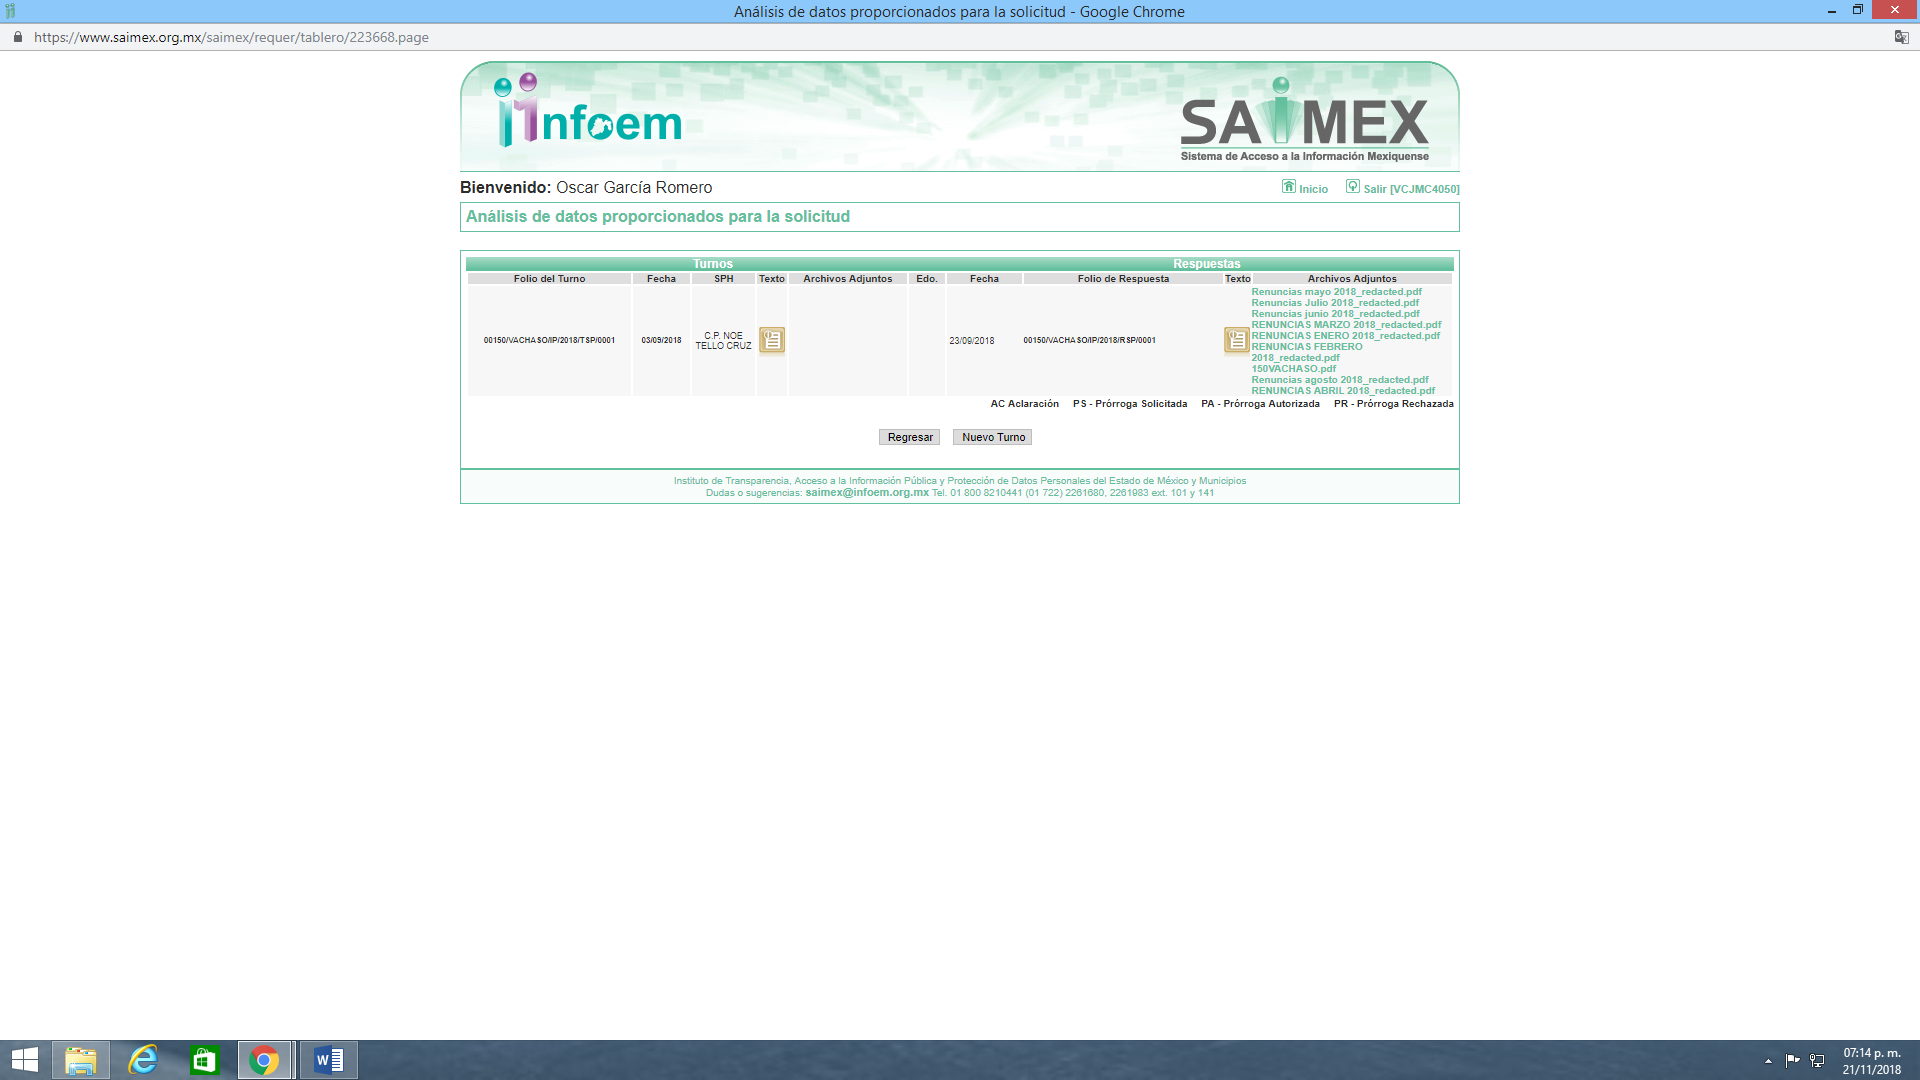 Análisis de datos proporcionados para la solicitud - Google Chrome
https://www.saimex.org.mx/saimex/requer/tablero/223668.page
infoem
SAIMEX
Sistema de Acceso a la Información Mexiquense
Bienvenido: Oscar García Romero
Inicio Salir [VCJMC4050]
Análisis de datos proporcionados para la solicitud
Turnos Respuestas
Folio del Turno Fecha SPH Texto Archivos Adjuntos Edo. Fecha Folio de Respuesta Texto Archivos Adjuntos
00150/VACHASO/IP/2018/TSP/0001 03/09/2018 C.P. NOE
TELLO CRUZ
23/09/2018 00150/VACHASO/IP/2018/RSP/0001
Renuncias mayo 2018_redacted.pdf
Renuncias Julio 2018_redacted.pdf
Renuncias junio 2018_redacted.pdf
RENUNCIAS MARZO 2018_redacted.pdf
RENUNCIAS ENERO 2018_redacted.pdf
RENUNCIAS FEBRERO
2018_redacted.pdf
150VACHASO.pdf
Renuncias agosto 2018_redacted.pdf
RENUNCIAS ABRIL 2018_redacted.pdf
AC Aclaración PS - Prórroga Solicitada PA - Prórroga Autorizada PR - Prórroga Rechazada
Regresar Nuevo Turno
Instituto de Transparencia, Acceso a la Información Pública y Protección de Datos Personales del Estado de México y Municipios
Dudas o sugerencias: saimex@infoem.org.mx Tel. 01 800 8210441 (01 722) 2261680, 2261983 ext. 101 y 141
07:14 p. m.
21/11/2018